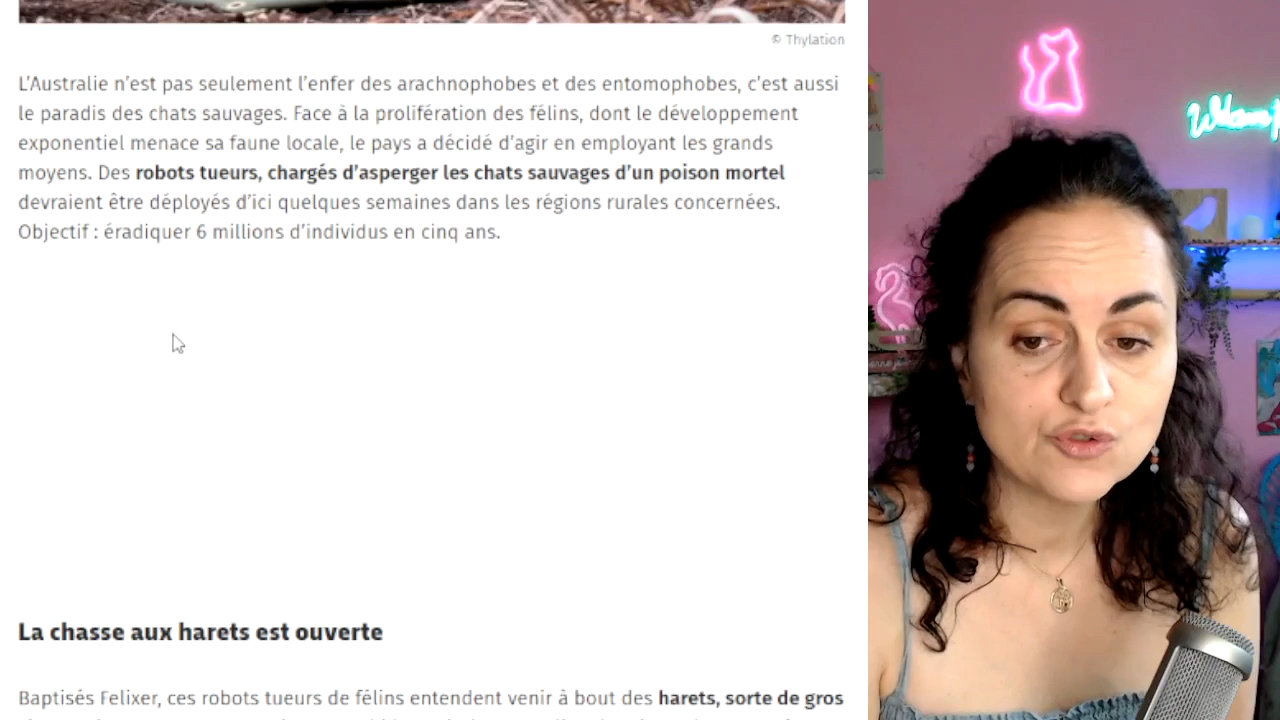 © Thylation
L'Australie n'est pas seulement l'enfer des arachnophobes et des entomophobes, c'est aussi
le paradis des chats sauvages. Face à la prolifération des félins, dont le développement
exponentiel menace sa faune locale, le pays a décidé d'agir en employant les grands
moyens. Des robots tueurs, chargés d'asperger les chats sauvages d'un poison mortel
devraient être déployés d'ici quelques semaines dans les régions rurales concernées.
Objectif : éradiquer 6 millions d'individus en cinq ans.
La chasse aux harets est ouverte
Baptisés Felixer, ces robots tueurs de félins entendent venir à bout des harets, sorte de gros